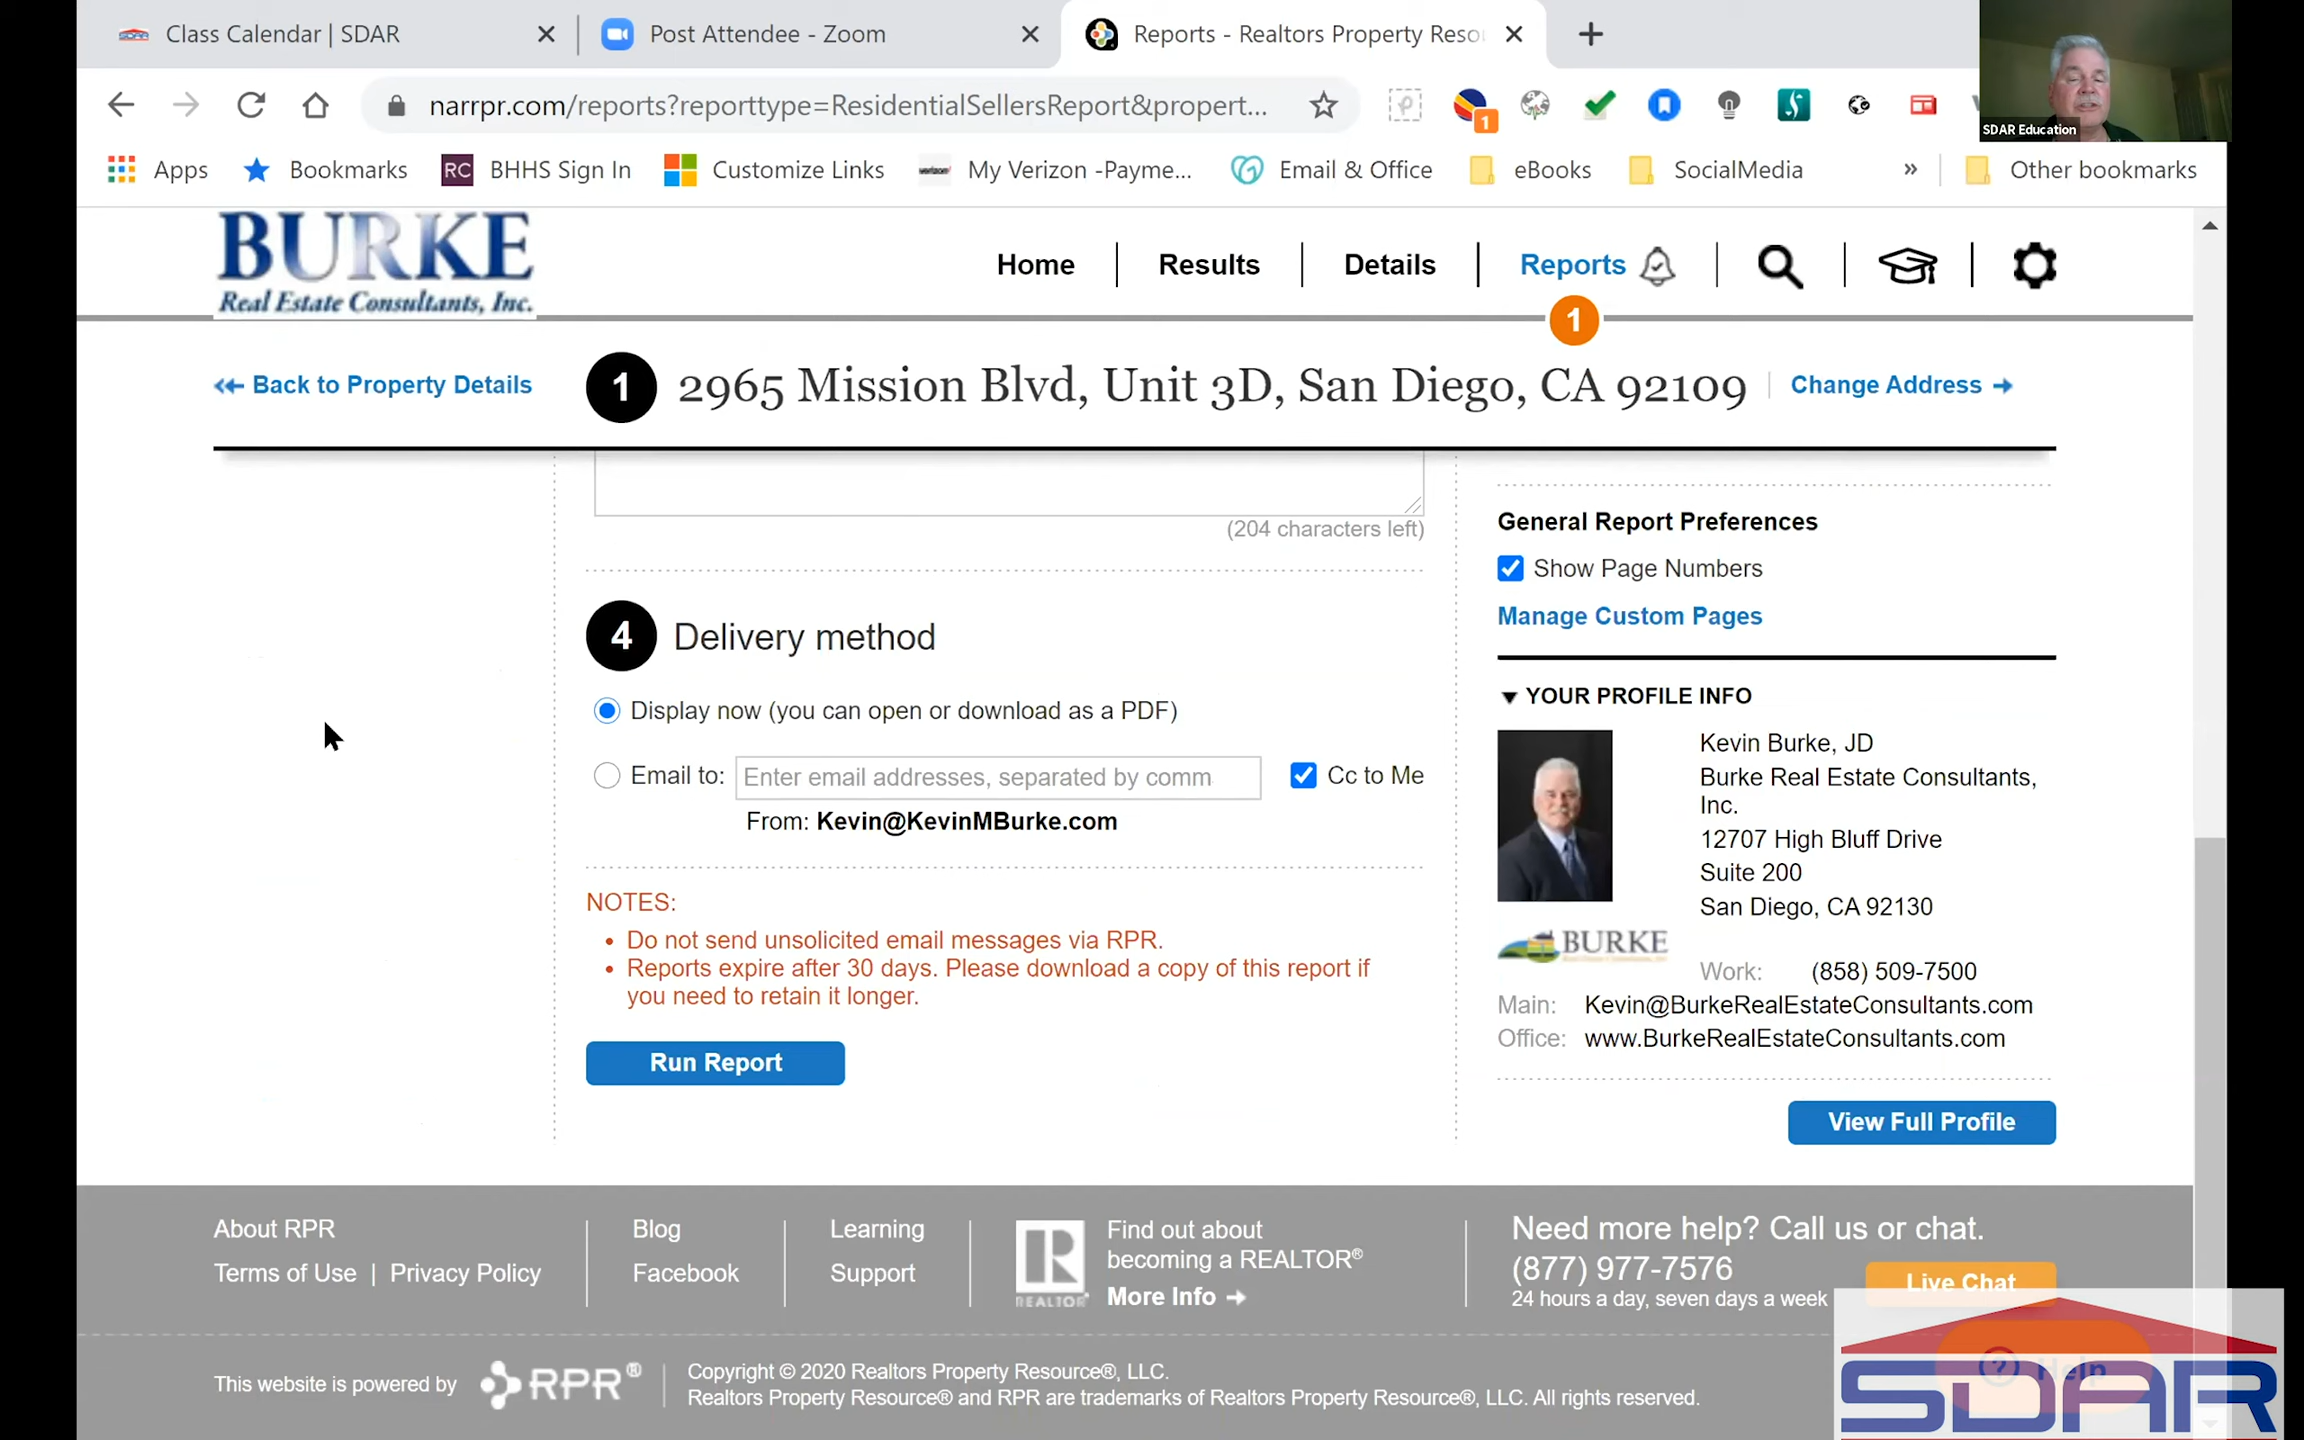 Class Calendar | SDAR
Post Attendee - Zoom
Reports - Realtors Property Reso
narrpr.com/reports?reporttype=ResidentialSellersReport&propert...
1
SDAR Education
Apps
Bookmarks
RC
BHHS Sign In
Customize Links
verizon
My Verizon -Payme...
Email & Office
eBooks
SocialMedia
»
Other bookmarks
BURKE
Real Estate Consultants, Inc.
Home
Results
Details
Reports
1
Back to Property Details
1
2965 Mission Blvd, Unit 3D, San Diego, CA 92109
Change Address
(204 characters left)
4
Delivery method
Display now (you can open or download as a PDF)
Email to:
Enter email addresses, separated by comm
Cc to Me
From: Kevin@KevinMBurke.com
NOTES:
• Do not send unsolicited email messages via RPR.
• Reports expire after 30 days. Please download a copy of this report if
you need to retain it longer.
Run Report
General Report Preferences
Show Page Numbers
Manage Custom Pages
YOUR PROFILE INFO
Kevin Burke, JD
Burke Real Estate Consultants,
Inc.
12707 High Bluff Drive
Suite 200
San Diego, CA 92130
BURKE
Work: (858) 509-7500
Main: Kevin@BurkeRealEstateConsultants.com
Office: www.BurkeRealEstateConsultants.com
View Full Profile
About RPR
Terms of Use | Privacy Policy
Blog
Facebook
Learning
Support
REALTOR®
Find out about
becoming a REALTOR®
More Info
Need more help? Call us or chat.
(877) 977-7576
24 hours a day, seven days a week
Live Chat
Help
SDAR
This website is powered by
RPR®
Copyright © 2020 Realtors Property Resource®, LLC.
Realtors Property Resource® and RPR are trademarks of Realtors Property Resource®, LLC. All rights reserved.